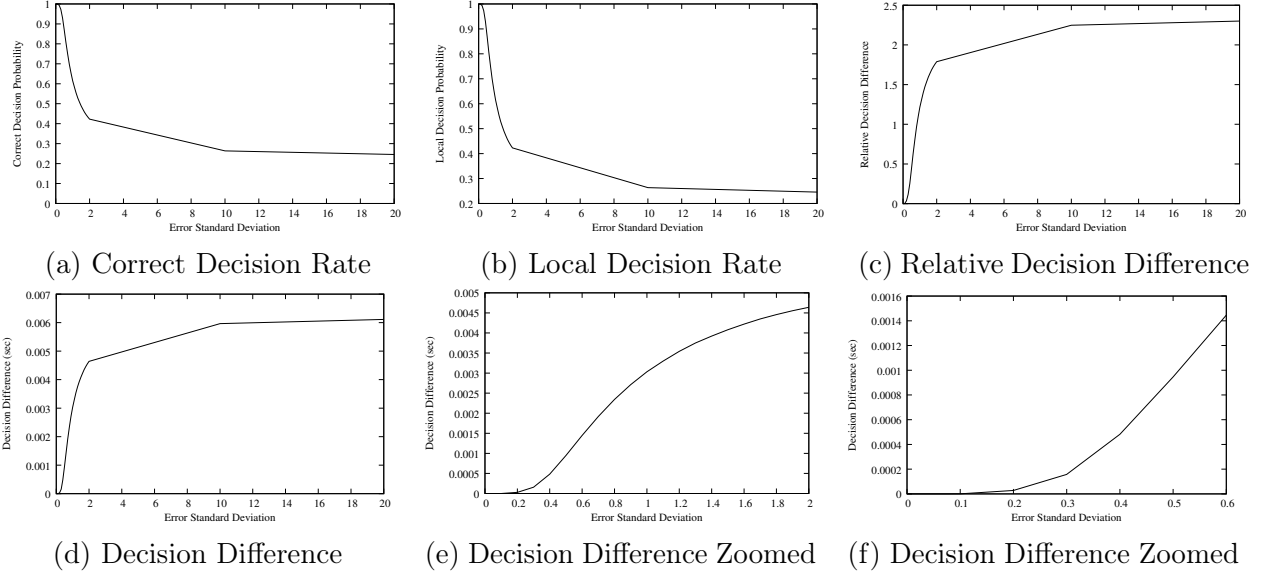 Correct Decision Probability
1
0.9
0.8
0.7
0.6
0.5
0.4
0.3
0.2
0.1
0
0 2 4 6 8 10 12 14 16 18 20
Error Standard Deviation
(a) Correct Decision Rate
Local Decision Probability
1
0.9
0.8
0.7
0.6
0.5
0.4
0.3
0.2
0 2 4 6 8 10 12 14 16 18 20
Error Standard Deviation
(b) Local Decision Rate
Relative Decision Difference
2.5
2
1.5
1
0.5
0
0 2 4 6 8 10 12 14 16 18 20
Error Standard Deviation
(c) Relative Decision Difference
Decision Difference (sec)
0.007
0.006
0.005
0.004
0.003
0.002
0.001
0
0 2 4 6 8 10 12 14 16 18 20
Error Standard Deviation
(d) Decision Difference
Decision Difference (sec)
0.005
0.0045
0.004
0.0035
0.003
0.0025
0.002
0.0015
0.001
0.0005
0
0 0.2 0.4 0.6 0.8 1 1.2 1.4 1.6 1.8 2
Error Standard Deviation
(e) Decision Difference Zoomed
Decision Difference (sec)
0.0016
0.0014
0.0012
0.001
0.0008
0.0006
0.0004
0.0002
0
0 0.1 0.2 0.3 0.4 0.5 0.6
Error Standard Deviation
(f) Decision Difference Zoomed